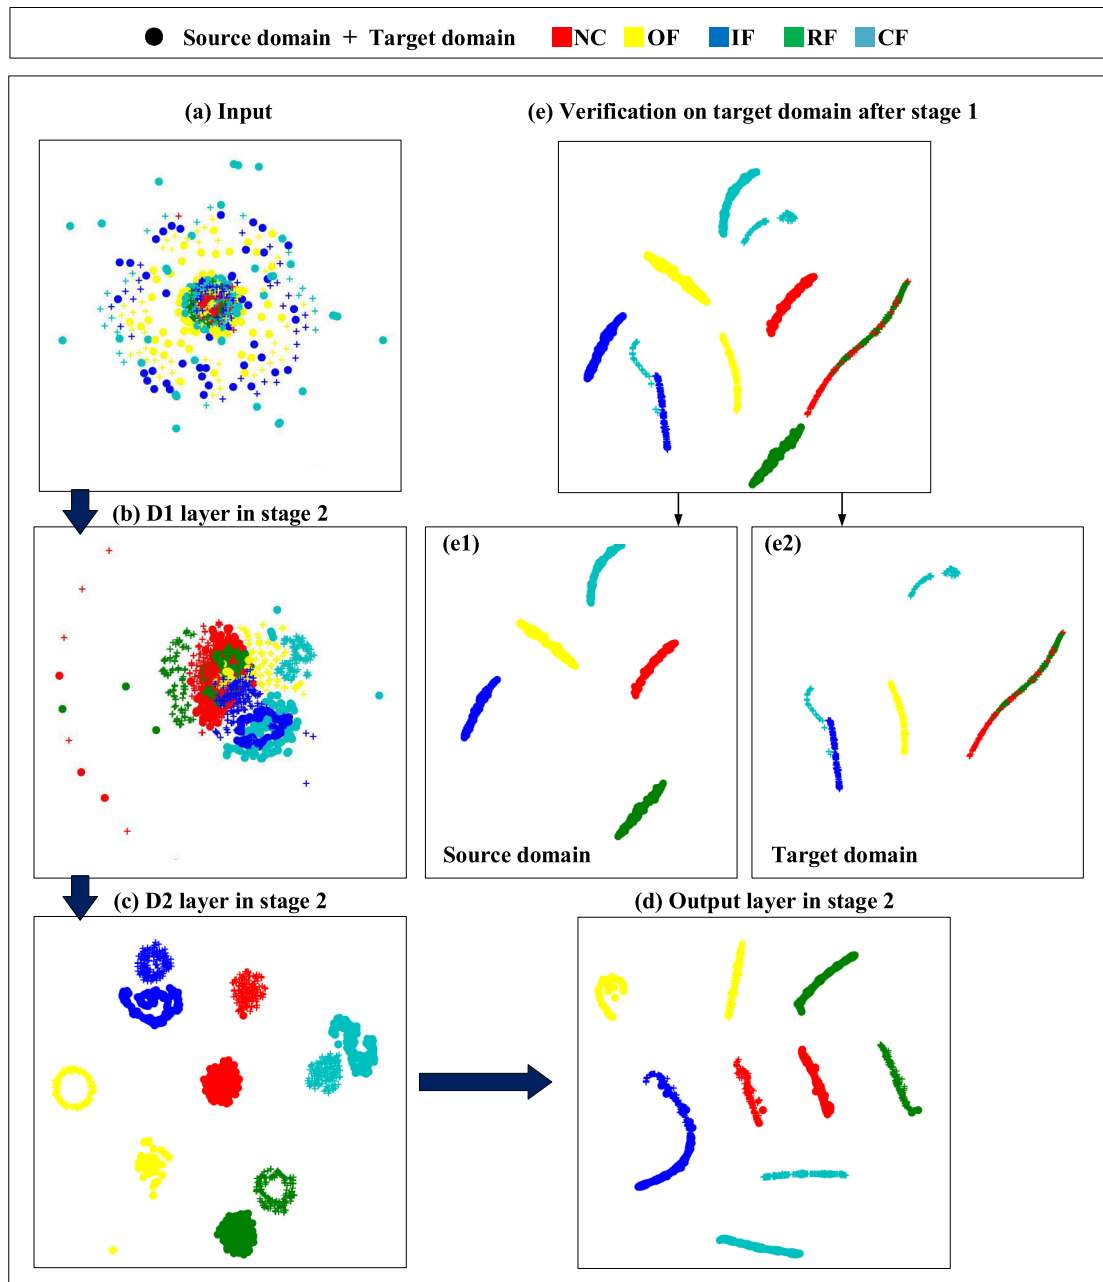 Source domain + Target domain NC OF IF RF CF
(a) Input
(e) Verification on target domain after stage 1
(b) D1 layer in stage 2
(e1)
(e2)
Source domain
Target domain
(c) D2 layer in stage 2
(d) Output layer in stage 2